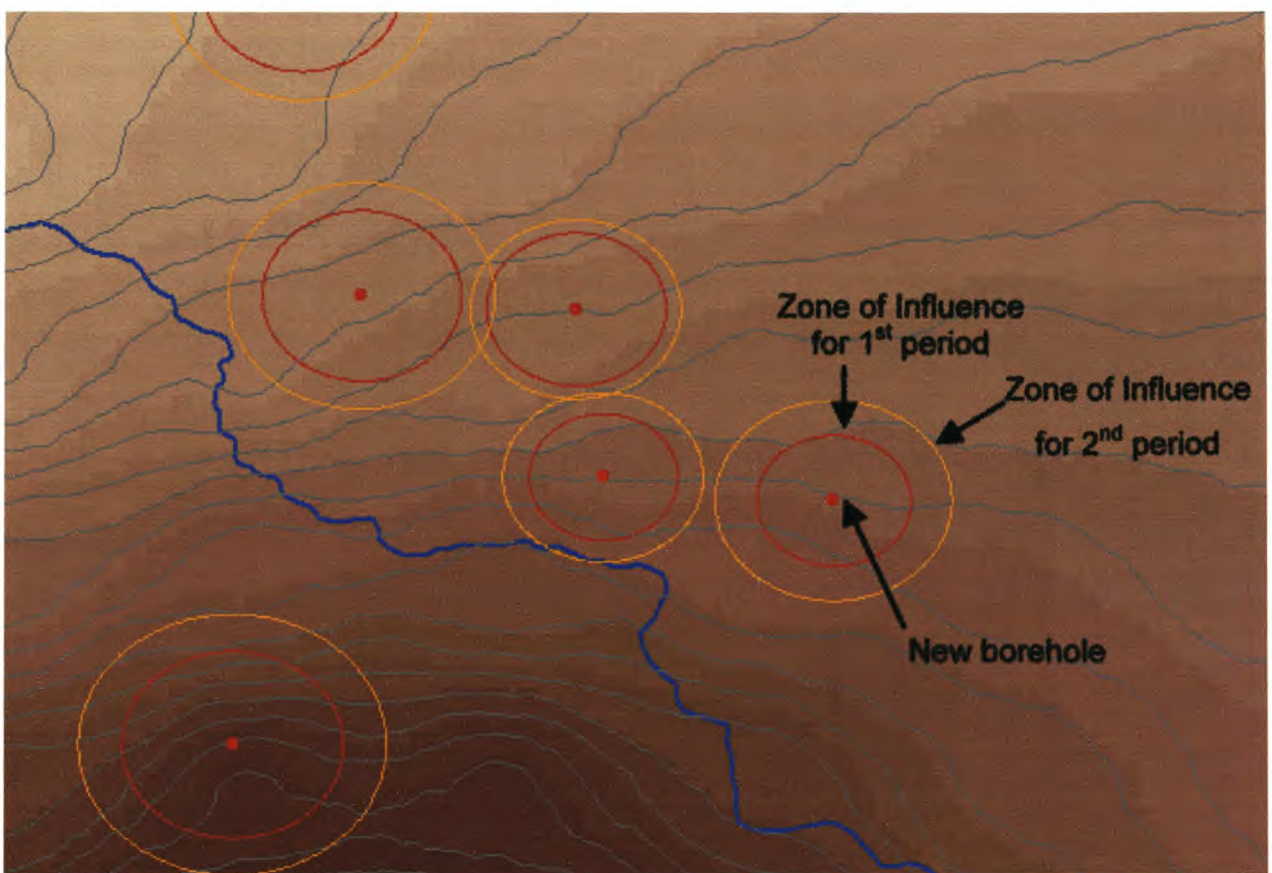 Zone of Influence
for 1st period
Zone of Influence
for 2nd period
New borehole